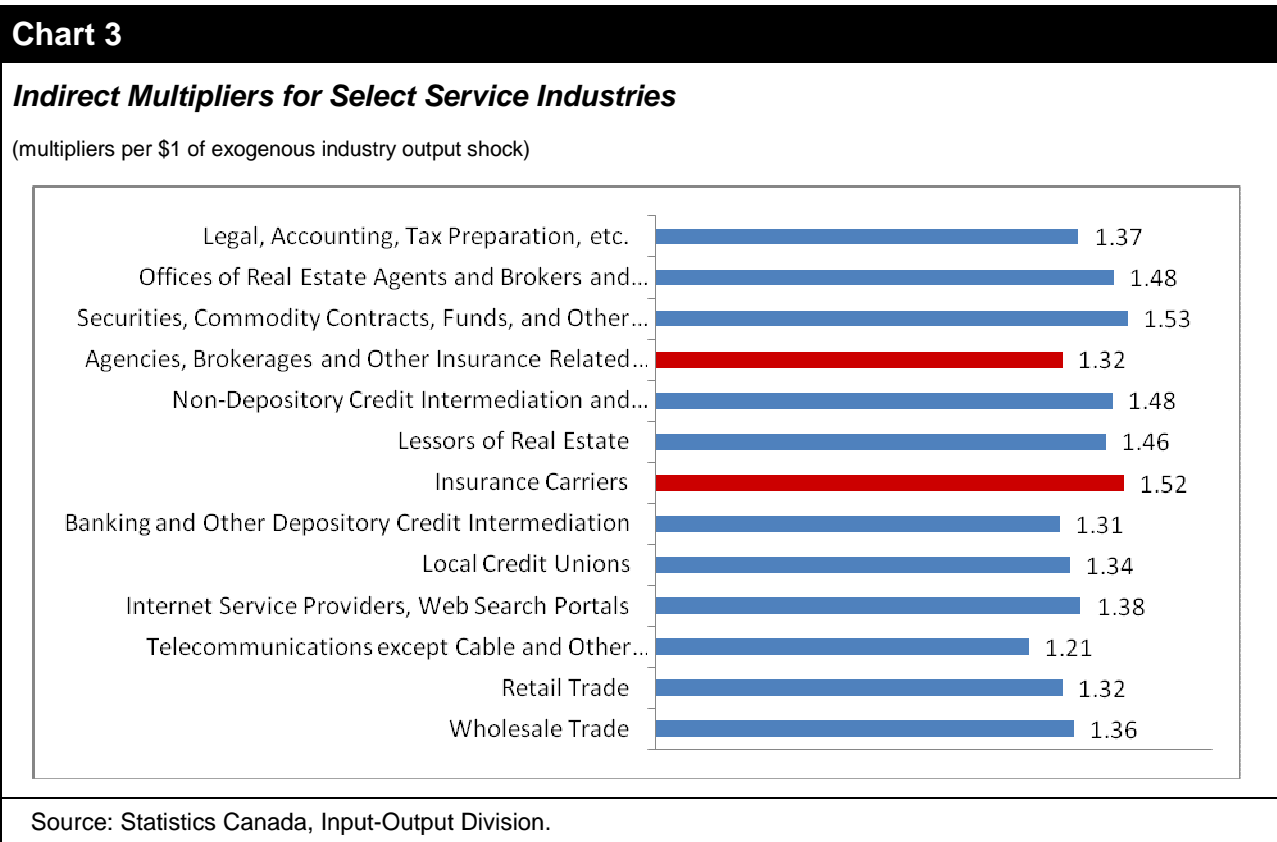 Chart 3
Indirect Multipliers for Select Service Industries
(multipliers per $1 of exogenous industry output shock)
Legal, Accounting, Tax Preparation, etc. 1.37
Offices of Real Estate Agents and Brokers and... 1.48
Securities, Commodity Contracts, Funds, and Other... 1.53
Agencies, Brokerages and Other Insurance Related... 1.32
Non-Depository Credit Intermediation and... 1.48
Lessors of Real Estate 1.46
Insurance Carriers 1.52
Banking and Other Depository Credit Intermediation 1.31
Local Credit Unions 1.34
Internet Service Providers, Web Search Portals 1.38
Telecommunications except Cable and Other... 1.21
Retail Trade 1.32
Wholesale Trade 1.36
Source: Statistics Canada, Input-Output Division.